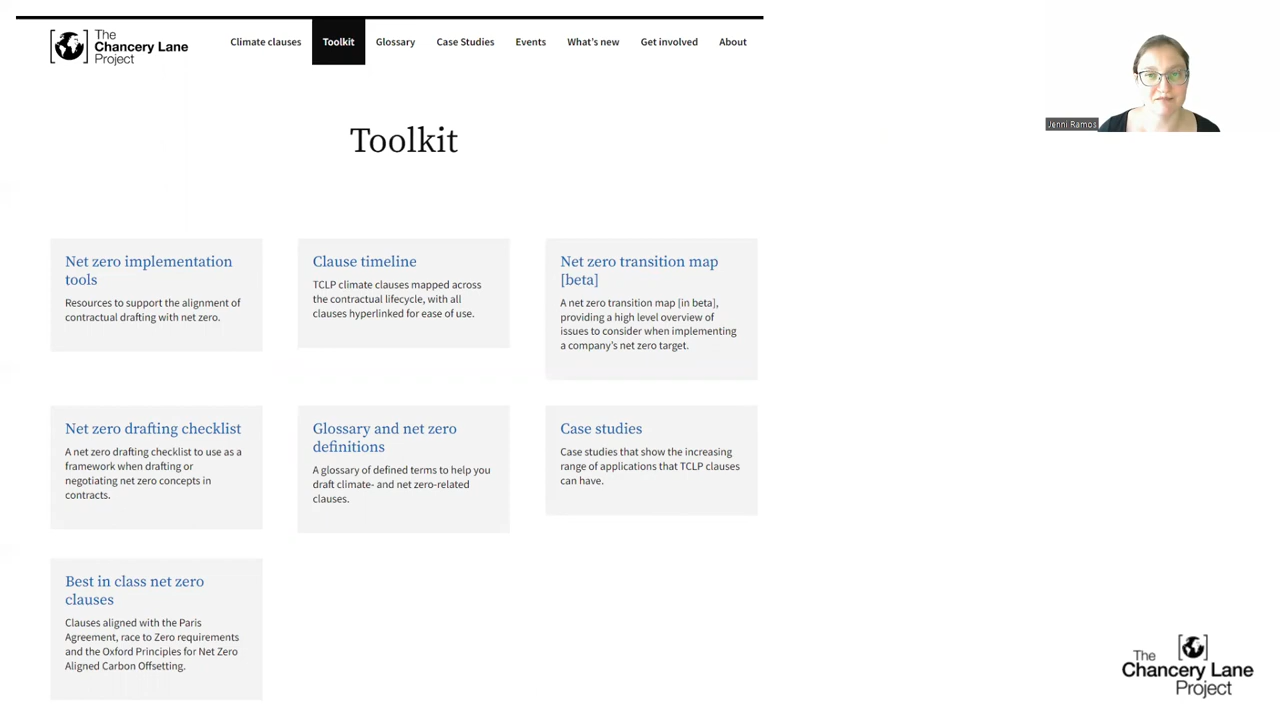 The
Chancery Lane
Project
Climate clauses
Toolkit
Glossary
Case Studies
Events
What's new
Get involved
About
Jenni Ramos
Toolkit
Net zero implementation
tools
Resources to support the alignment of
contractual drafting with net zero.
Clause timeline
TCLP climate clauses mapped across
the contractual lifecycle, with all
clauses hyperlinked for ease of use.
Net zero transition map
[beta]
A net zero transition map [in beta],
providing a high level overview of
issues to consider when implementing
a company's net zero target.
Net zero drafting checklist
A net zero drafting checklist to use as a
framework when drafting or
negotiating net zero concepts in
contracts.
Glossary and net zero
definitions
A glossary of defined terms to help you
draft climate- and net zero-related
clauses.
Case studies
Case studies that show the increasing
range of applications that TCLP clauses
can have.
Best in class net zero
clauses
Clauses aligned with the Paris
Agreement, race to Zero requirements
and the Oxford Principles for Net Zero
Aligned Carbon Offsetting.
The
Chancery Lane
Project